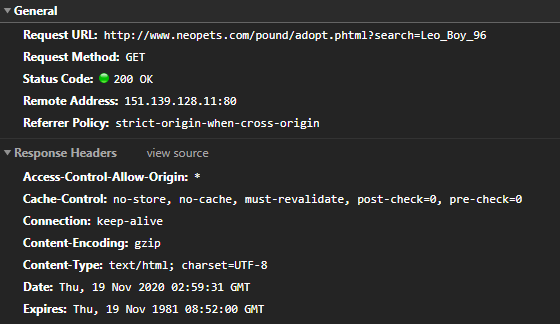 General
Request URL: http://www.neopets.com/pound/adopt.phtml?search=Leo_Boy_96
Request Method: GET
Status Code: 200 OK
Remote Address: 151.139.128.11:80
Referrer Policy: strict-origin-when-cross-origin
Response Headers view source
Access-Control-Allow-Origin: *
Cache-Control: no-store, no-cache, must-revalidate, post-check=0, pre-check=0
Connection: keep-alive
Content-Encoding: gzip
Content-Type: text/html; charset=UTF-8
Date: Thu, 19 Nov 2020 02:59:31 GMT
Expires: Thu, 19 Nov 1981 08:52:00 GMT